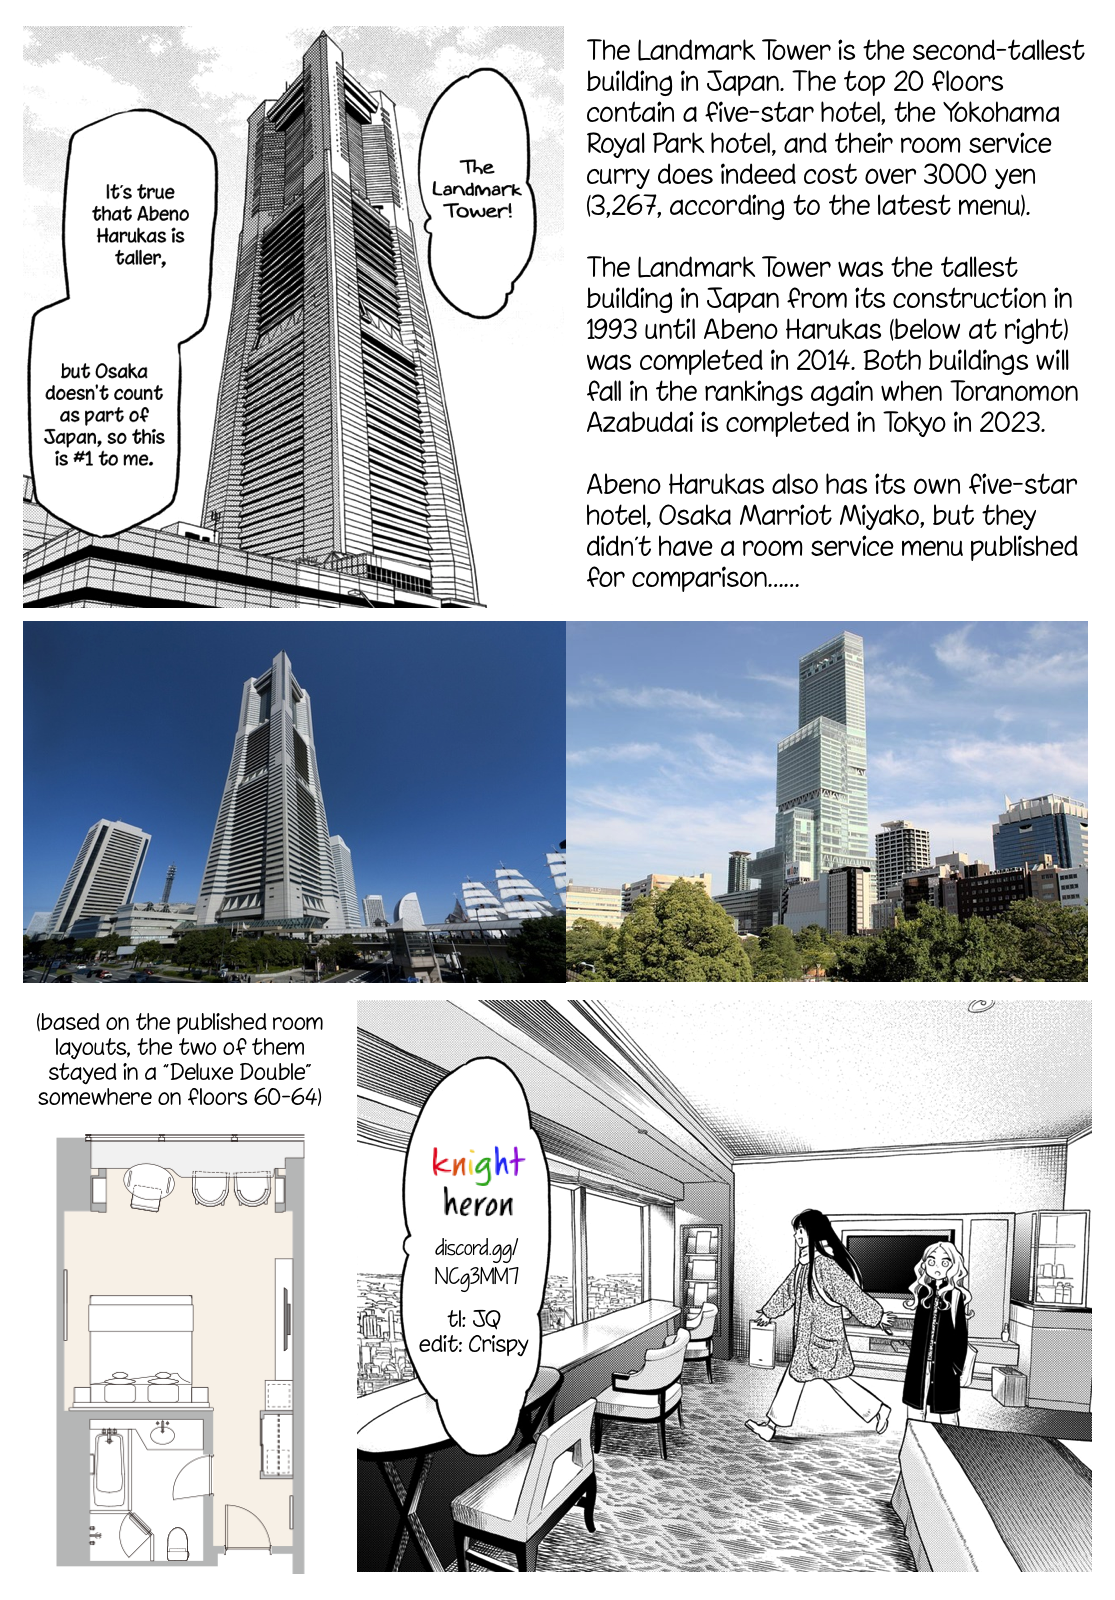 The
Landmark
Tower!
It's true
that Abeno
Harukas is
taller,
but Osaka
doesn't count
as part of
Japan, so this
is #1 to me.
The Landmark Tower is the second-tallest
building in Japan. The top 20 floors
contain a five-star hotel, the Yokohama
Royal Park hotel, and their room service
curry does indeed cost over 3000 yen
(3,267, according to the latest menu).
The Landmark Tower was the tallest
building in Japan from its construction in
1993 until Abeno Harukas (below at right)
was completed in 2014. Both buildings will
fall in the rankings again when Toranomon
Azabudai is completed in Tokyo in 2023.
Abeno Harukas also has its own five-star
hotel, Osaka Marriot Miyako, but they
didn't have a room service menu published
for comparison......
(based on the published room
layouts, the two of them
stayed in a "Deluxe Double"
somewhere on floors 60-64)
knight
heron
discord.gg/
NCg3MM7
tl: JQ
edit: Crispy